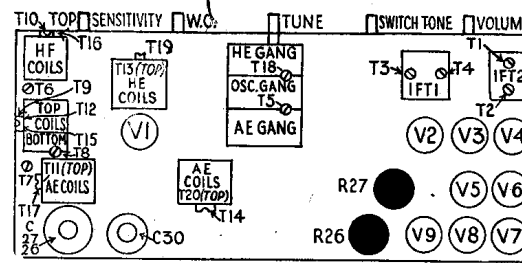 T10 TOP SENSITIVITY W.C. TUNE SWITCH TONE VOLUM
T16
HF
COILS
T19
T13(TOP)
HE
COILS
HE GANG
T18
OSC.GANG
T5
AE GANG
T3 T4
1FT1
T1
1FT2
T2
T9
T6
T12
TOP
COILS
BOTTOM
T15
T8
V1
V2 V3 V4
T7
T11(TOP)
AE COILS
T17
AE
COILS
T20(TOP)
T14
R27
V5 V6
C
27
26
C30
R26
V9 V8 V7